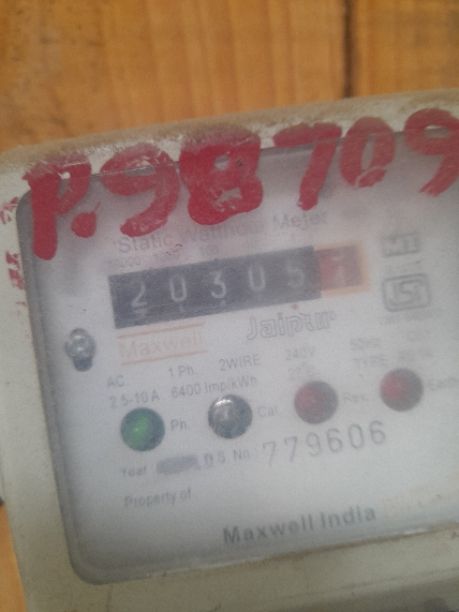 P.98709
Static Watthour Meter
20305
Maxwell Jaipur
AC. 1 Ph. 2WIRE 240V 50Hz
2.5-10A 6400 Imp/kWh TYPE
Ph. Cal. Rev. Earth
Year S. No. 779606
Property of
Maxwell India